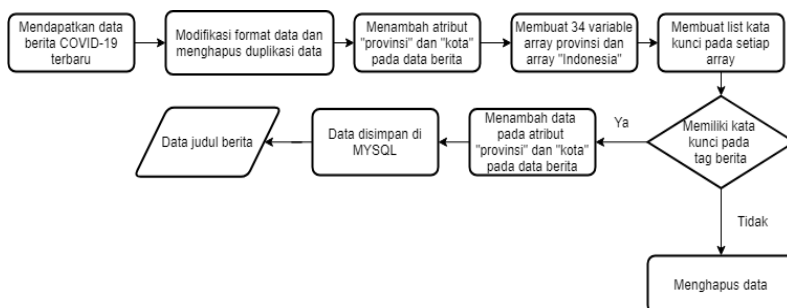 Mendapatkan data
berita COVID-19
terbaru
Modifikasi format data dan
menghapus duplikasi data
Menambah atribut
"provinsi" dan "kota"
pada data berita
Membuat 34 variable
array provinsi dan
array "Indonesia"
Membuat list kata
kunci pada setiap
array
Memiliki kata
kunci pada
tag berita
Ya
Menambah data
pada atribut
"provinsi" dan "kota"
pada data berita
Data disimpan di
MYSQL
Data judul berita
Tidak
Menghapus data